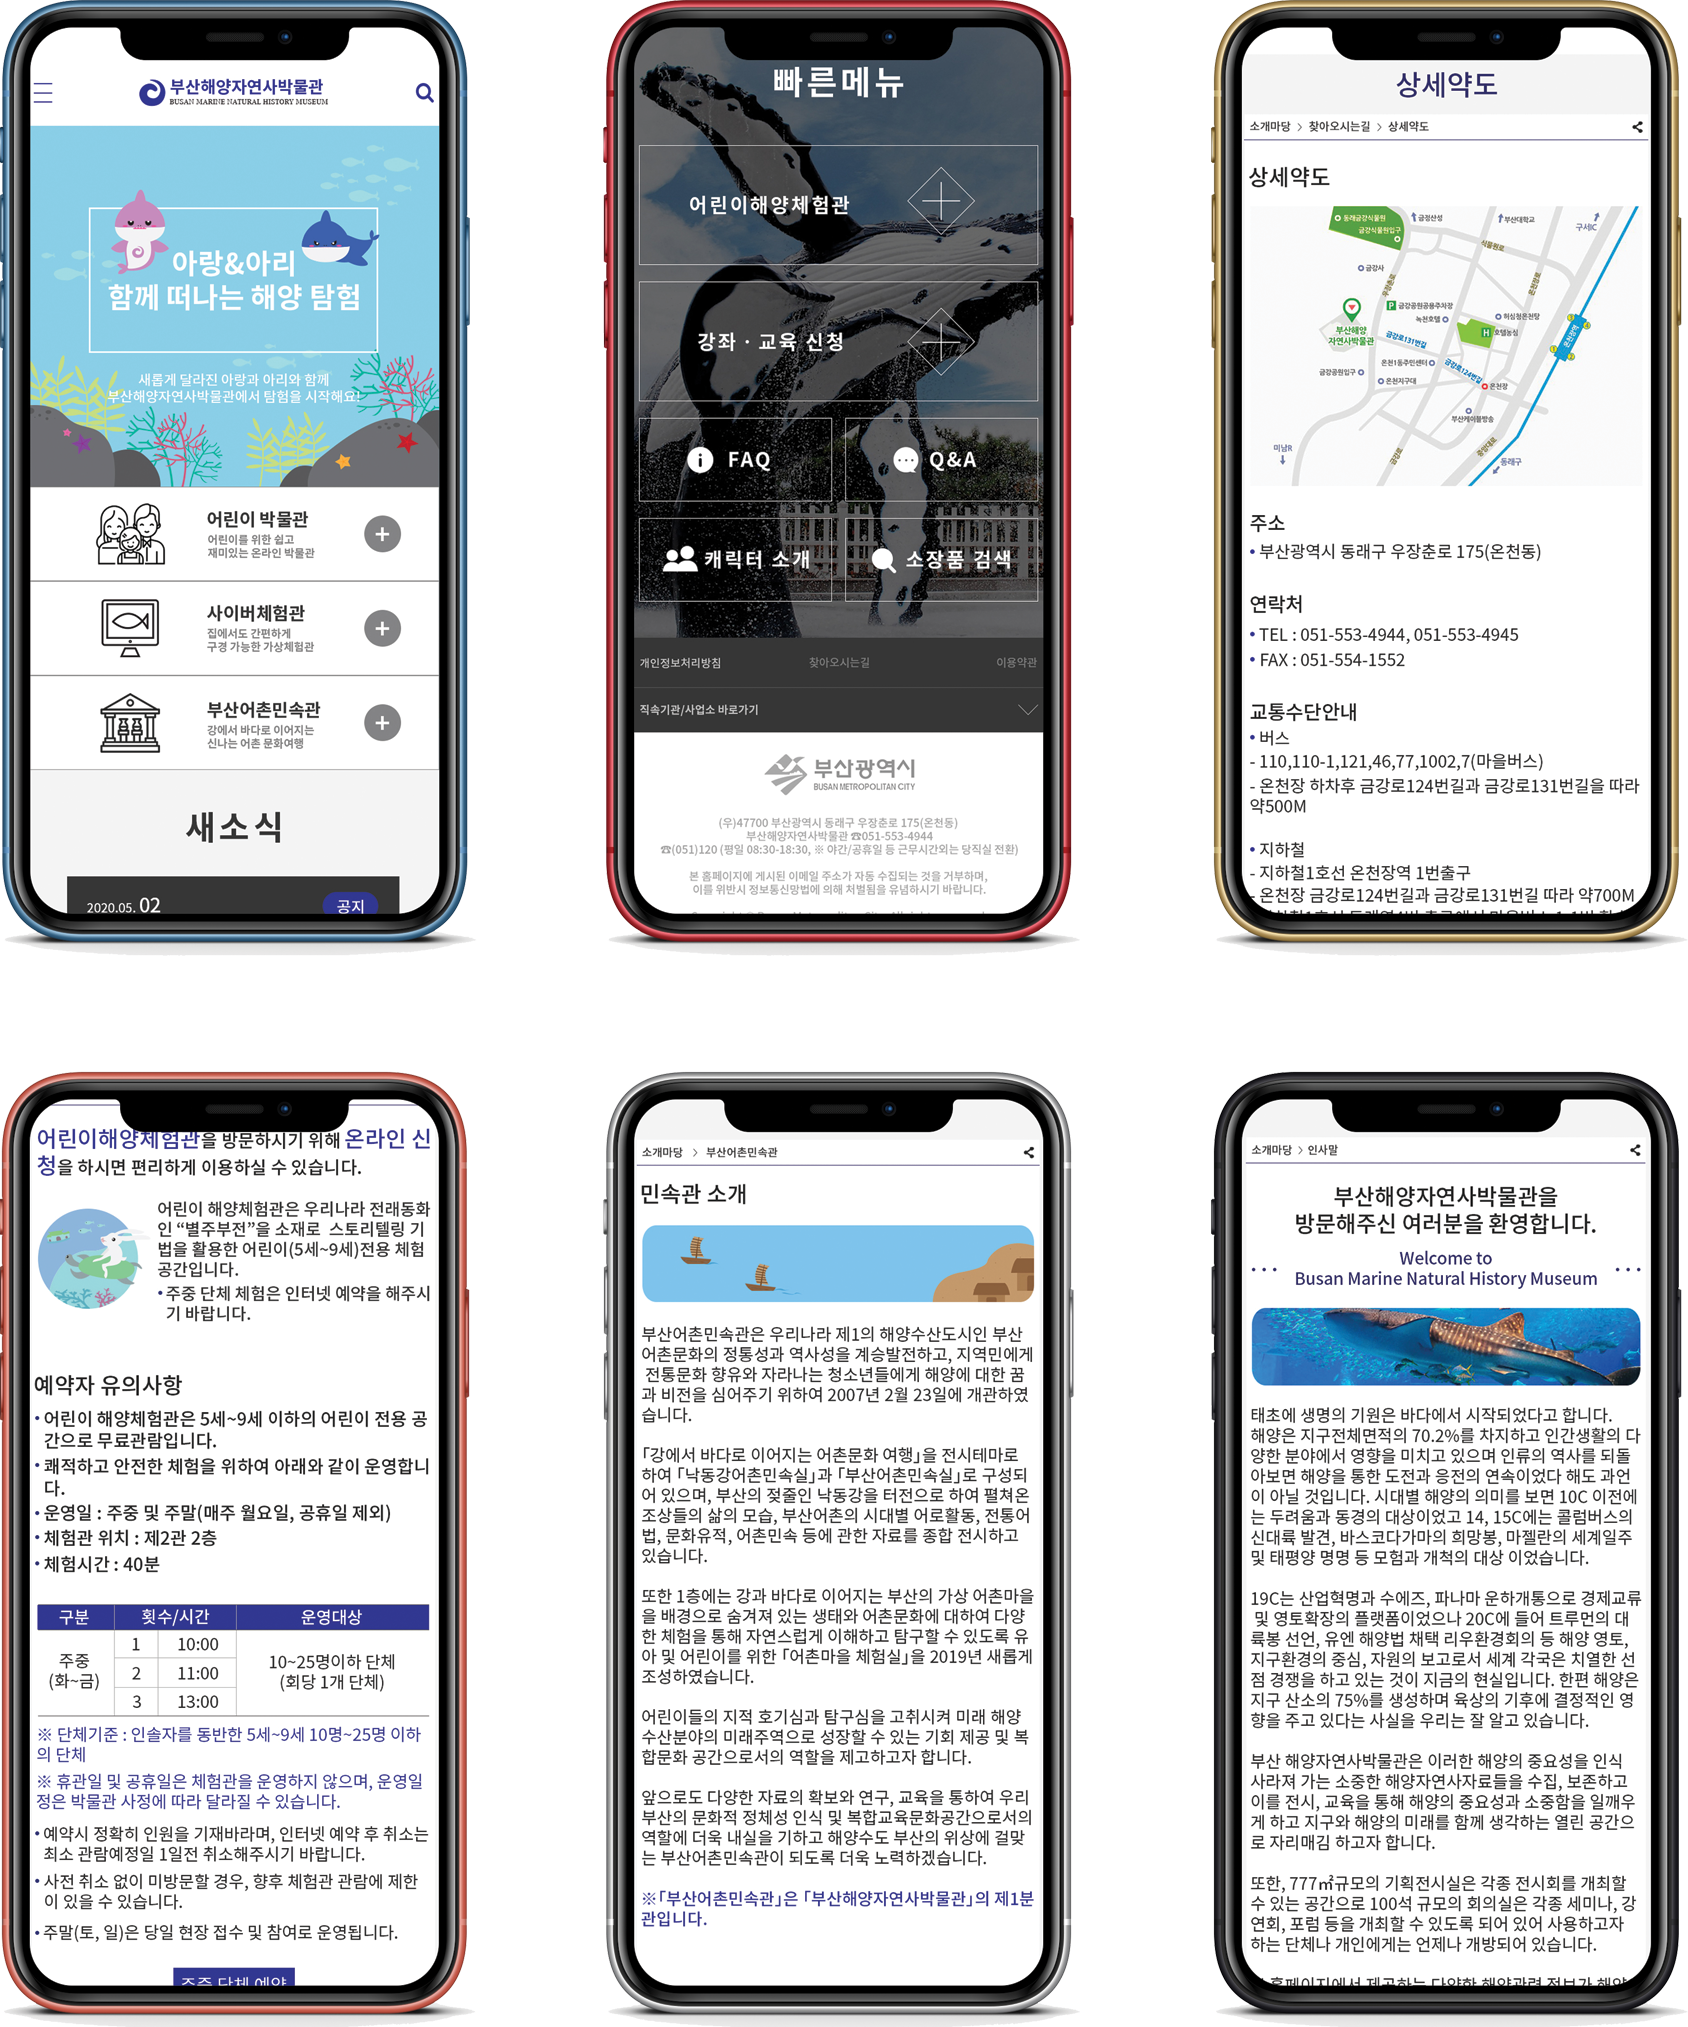 부산해양자연사박물관
BUSAN MARINE NATURAL HISTORY MUSEUM
아랑&아리
함께 떠나는 해양 탐험
새롭게 달라진 아랑과 아리와 함께
부산해양자연사박물관에서 탐험을 시작해요!
어린이 박물관
어린이를 위한 쉽고
재미있는 온라인 박물관
사이버체험관
집에서도 간편하게
구경 가능한 가상체험관
부산어촌민속관
강에서 바다로 이어지는
신나는 어촌 문화여행
새소식
2020.05. 02 공지
빠른메뉴
어린이해양체험관
강좌 · 교육 신청
FAQ
Q&A
캐릭터 소개
소장품 검색
개인정보처리방침 찾아오시는길 이용약관
직속기관/사업소 바로가기
부산광역시
BUSAN METROPOLITAN CITY
(우)47700 부산광역시 동래구 우장춘로 175(온천동)
부산해양자연사박물관 ☎051-553-4944
☎(051)120 (평일 08:30-18:30, ※ 야간/공휴일 등 근무시간외는 당직실 전환)
본 홈페이지에 게시된 이메일 주소가 자동 수집되는 것을 거부하며,
이를 위반시 정보통신망법에 의해 처벌됨을 유념하시기 바랍니다.
상세약도
소개마당 > 찾아오시는길 > 상세약도
상세약도
동래금강식물원
금강식물원입구
금정산성
부산대학교
구세IC
식물원로
금강사
우장춘로
온천장로
P 금강공원공용주차장
녹천호텔
허심청온천탕
H 호텔농심
부산해양
자연사박물관
금강로131번길
온천장역
온천1동주민센터
금강로124번길
금강공원입구
온천지구대
온천장
부산케이블방송
미남R
금강로
중앙대로
동래구
주소
• 부산광역시 동래구 우장춘로 175(온천동)
연락처
• TEL : 051-553-4944, 051-553-4945
• FAX : 051-554-1552
교통수단안내
• 버스
- 110,110-1,121,46,77,1002,7(마을버스)
- 온천장 하차후 금강로124번길과 금강로131번길을 따라
약500M
• 지하철
- 지하철1호선 온천장역 1번출구
- 온천장 금강로124번길과 금강로131번길 따라 약700M
어린이해양체험관을 방문하시기 위해 온라인 신
청을 하시면 편리하게 이용하실 수 있습니다.
어린이 해양체험관은 우리나라 전래동화
인 “별주부전”을 소재로 스토리텔링 기
법을 활용한 어린이(5세~9세)전용 체험
공간입니다.
• 주중 단체 체험은 인터넷 예약을 해주시
기 바랍니다.
예약자 유의사항
• 어린이 해양체험관은 5세~9세 이하의 어린이 전용 공
간으로 무료관람입니다.
• 쾌적하고 안전한 체험을 위하여 아래와 같이 운영합니
다.
• 운영일 : 주중 및 주말(매주 월요일, 공휴일 제외)
• 체험관 위치 : 제2관 2층
• 체험시간 : 40분
구분 횟수/시간 운영대상
주중
(화~금)
1 10:00
2 11:00
3 13:00
10~25명이하 단체
(회당 1개 단체)
※ 단체기준 : 인솔자를 동반한 5세~9세 10명~25명 이하
의 단체
※ 휴관일 및 공휴일은 체험관을 운영하지 않으며, 운영일
정은 박물관 사정에 따라 달라질 수 있습니다.
• 예약시 정확히 인원을 기재바라며, 인터넷 예약 후 취소는
최소 관람예정일 1일전 취소해주시기 바랍니다.
• 사전 취소 없이 미방문할 경우, 향후 체험관 관람에 제한
이 있을 수 있습니다.
• 주말(토, 일)은 당일 현장 접수 및 참여로 운영됩니다.
주중 단체 예약
소개마당 > 부산어촌민속관
민속관 소개
부산어촌민속관은 우리나라 제1의 해양수산도시인 부산
어촌문화의 정통성과 역사성을 계승발전하고, 지역민에게
전통문화 향유와 자라나는 청소년들에게 해양에 대한 꿈
과 비전을 심어주기 위하여 2007년 2월 23일에 개관하였
습니다.
「강에서 바다로 이어지는 어촌문화 여행」을 전시테마로
하여 「낙동강어촌민속실」과 「부산어촌민속실」로 구성되
어 있으며, 부산의 젖줄인 낙동강을 터전으로 하여 펼쳐온
조상들의 삶의 모습, 부산어촌의 시대별 어로활동, 전통어
법, 문화유적, 어촌민속 등에 관한 자료를 종합 전시하고
있습니다.
또한 1층에는 강과 바다로 이어지는 부산의 가상 어촌마을
을 배경으로 숨겨져 있는 생태와 어촌문화에 대하여 다양
한 체험을 통해 자연스럽게 이해하고 탐구할 수 있도록 유
아 및 어린이를 위한 「어촌마을 체험실」을 2019년 새롭게
조성하였습니다.
어린이들의 지적 호기심과 탐구심을 고취시켜 미래 해양
수산분야의 미래주역으로 성장할 수 있는 기회 제공 및 복
합문화 공간으로서의 역할을 제고하고자 합니다.
앞으로도 다양한 자료의 확보와 연구, 교육을 통하여 우리
부산의 문화적 정체성 인식 및 복합교육문화공간으로서의
역할에 더욱 내실을 기하고 해양수도 부산의 위상에 걸맞
는 부산어촌민속관이 되도록 더욱 노력하겠습니다.
※「부산어촌민속관」은 「부산해양자연사박물관」의 제1분
관입니다.
소개마당 > 인사말
부산해양자연사박물관을
방문해주신 여러분을 환영합니다.
Welcome to
Busan Marine Natural History Museum
태초에 생명의 기원은 바다에서 시작되었다고 합니다.
해양은 지구전체면적의 70.2%를 차지하고 인간생활의 다
양한 분야에서 영향을 미치고 있으며 인류의 역사를 되돌
아보면 해양을 통한 도전과 응전의 연속이었다 해도 과언
이 아닐 것입니다. 시대별 해양의 의미를 보면 10C 이전에
는 두려움과 동경의 대상이었고 14, 15C에는 콜럼버스의
신대륙 발견, 바스코다가마의 희망봉, 마젤란의 세계일주
및 태평양 명명 등 모험과 개척의 대상 이었습니다.
19C는 산업혁명과 수에즈, 파나마 운하개통으로 경제교류
및 영토확장의 플랫폼이었으나 20C에 들어 트루먼의 대
륙봉 선언, 유엔 해양법 채택 리우환경회의 등 해양 영토,
지구환경의 중심, 자원의 보고로서 세계 각국은 치열한 선
점 경쟁을 하고 있는 것이 지금의 현실입니다. 한편 해양은
지구 산소의 75%를 생성하며 육상의 기후에 결정적인 영
향을 주고 있다는 사실을 우리는 잘 알고 있습니다.
부산 해양자연사박물관은 이러한 해양의 중요성을 인식
사라져 가는 소중한 해양자연사자료들을 수집, 보존하고
이를 전시, 교육을 통해 해양의 중요성과 소중함을 일깨우
게 하고 지구와 해양의 미래를 함께 생각하는 열린 공간으
로 자리매김 하고자 합니다.
또한, 777㎡규모의 기획전시실은 각종 전시회를 개최할
수 있는 공간으로 100석 규모의 회의실은 각종 세미나, 강
연회, 포럼 등을 개최할 수 있도록 되어 있어 사용하고자
하는 단체나 개인에게는 언제나 개방되어 있습니다.
홈페이지에서 제공하는 다양한 해양관련 정보가 해양